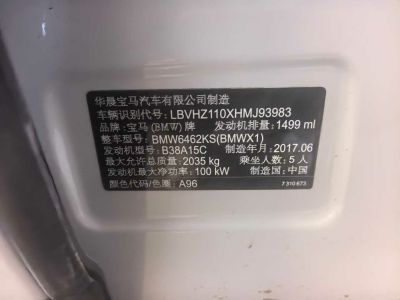 华晨宝马汽车有限公司制造
车辆识别代号: LBVHZ110XHMJ93983
品牌: 宝马(BMW)牌 发动机排量: 1499 ml
整车型号: BMW6462KS(BMWX1)
发动机型号: B38A15C 制造年月: 2017.06
最大允许总质量: 2035 kg 乘坐人数: 5 人
发动机最大净功率: 100 kW 制造国: 中国
颜色代码/色圈: A96 7 310 673